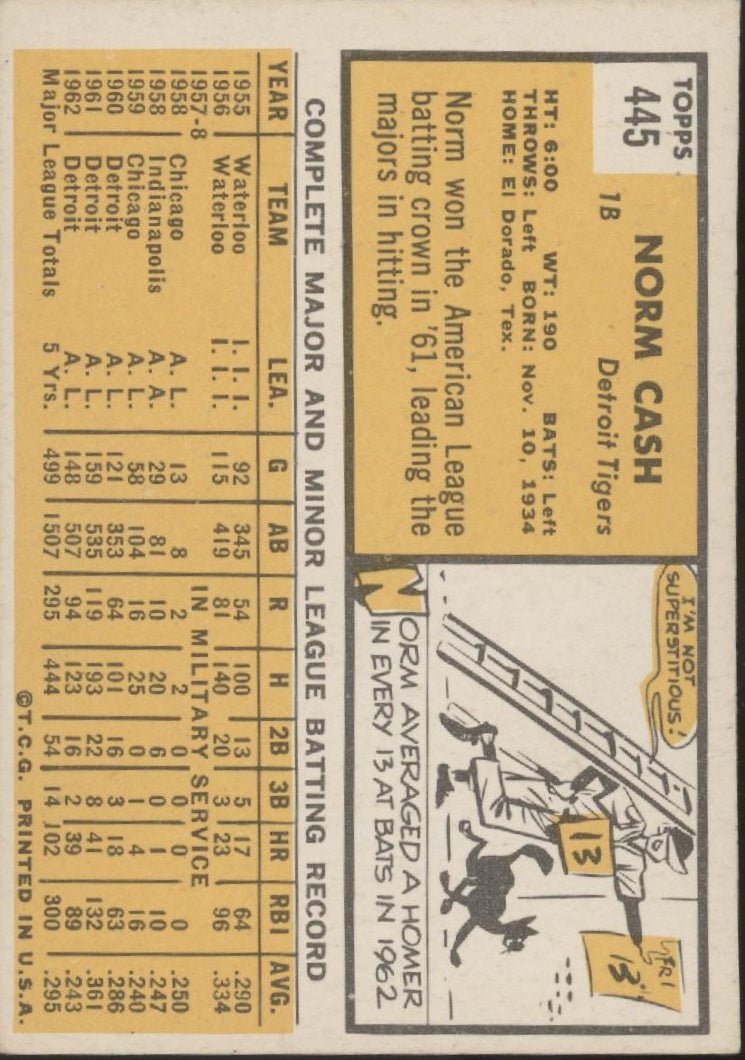 TOPPS
445
NORM CASH
1B Detroit Tigers
HT: 6:00 WT: 190 BATS: Left
THROWS: Left BORN: Nov. 10, 1934
HOME: El Dorado, Tex.
Norm won the American League
batting crown in '61, leading the
majors in hitting.
I'M NOT
SUPERSTITIOUS!
13
FRI
13
NORM AVERAGED A HOMER
IN EVERY 13 AT BATS IN 1962
COMPLETE MAJOR AND MINOR LEAGUE BATTING RECORD
YEAR TEAM LEA. G AB R H 2B 3B HR RBI AVG.
1955 Waterloo I. I. I. 92 345 54 100 13 5 17 64 .290
1956 Waterloo I. I. I. 115 419 81 140 20 3 23 96 .334
1957-8 IN MILITARY SERVICE
1958 Chicago A. L. 13 8 2 2 0 0 0 0 .250
1958 Indianapolis A. A. 29 81 10 20 6 0 1 10 .247
1959 Chicago A. L. 58 104 16 25 0 1 4 16 .240
1960 Detroit A. L. 121 353 64 101 16 3 18 63 .286
1961 Detroit A. L. 159 535 119 193 22 8 41 132 .361
1962 Detroit A. L. 148 507 94 123 16 2 39 89 .243
Major League Totals 5 Yrs. 499 1507 295 444 54 14 102 300 .295
©T.C.G. PRINTED IN U.S.A.